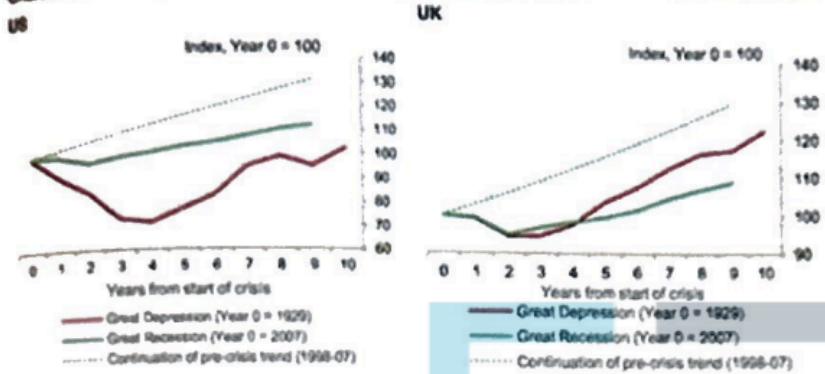 US
Index, Year 0 = 100
140
130
120
110
100
90
80
70
60
0 1 2 3 4 5 6 7 8 9 10
Years from start of crisis
Great Depression (Year 0 = 1929)
Great Recession (Year 0 = 2007)
Continuation of pre-crisis trend (1998-07)
UK
Index, Year 0 = 100
140
130
120
110
100
90
0 1 2 3 4 5 6 7 8 9 10
Years from start of crisis
Great Depression (Year 0 = 1929)
Great Recession (Year 0 = 2007)
Continuation of pre-crisis trend (1998-07)